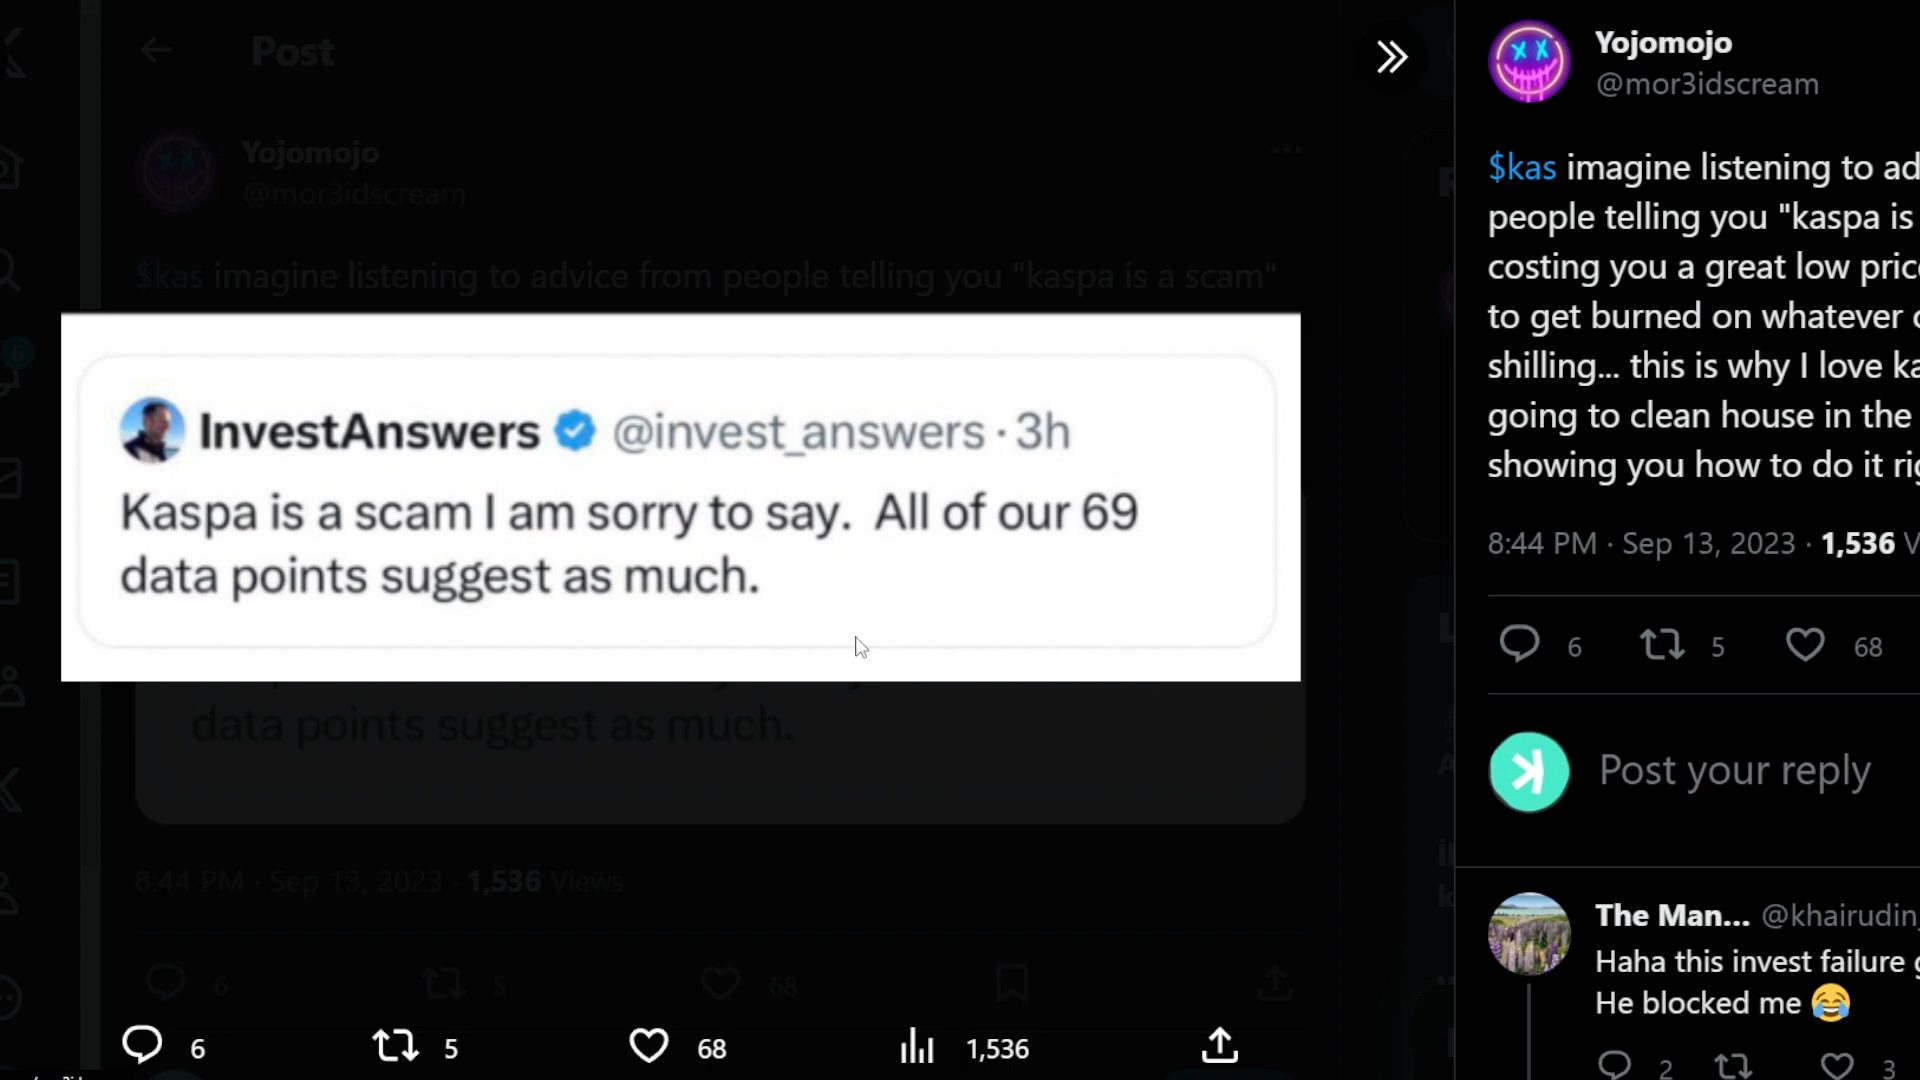 Post
Yojomojo
@mor3idscream
$kas imagine listening to advice from people telling you "kaspa is a scam"
InvestAnswers @invest_answers · 3h
Kaspa is a scam I am sorry to say. All of our 69
data points suggest as much.
data points suggest as much.
8:44 PM · Sep 13, 2023 · 1,536 Views
6 5 68
6 5 68 1,536
Yojomojo
@mor3idscream
$kas imagine listening to
people telling you "kaspa is
costing you a great low
to get burned on whatever
shilling... this is why I love
going to clean house in the
showing you how to do it
8:44 PM · Sep 13, 2023 · 1,536
6 5 68
Post your reply
The Man... @khairudin_
Haha this invest failure
He blocked me 😂
2 3
6